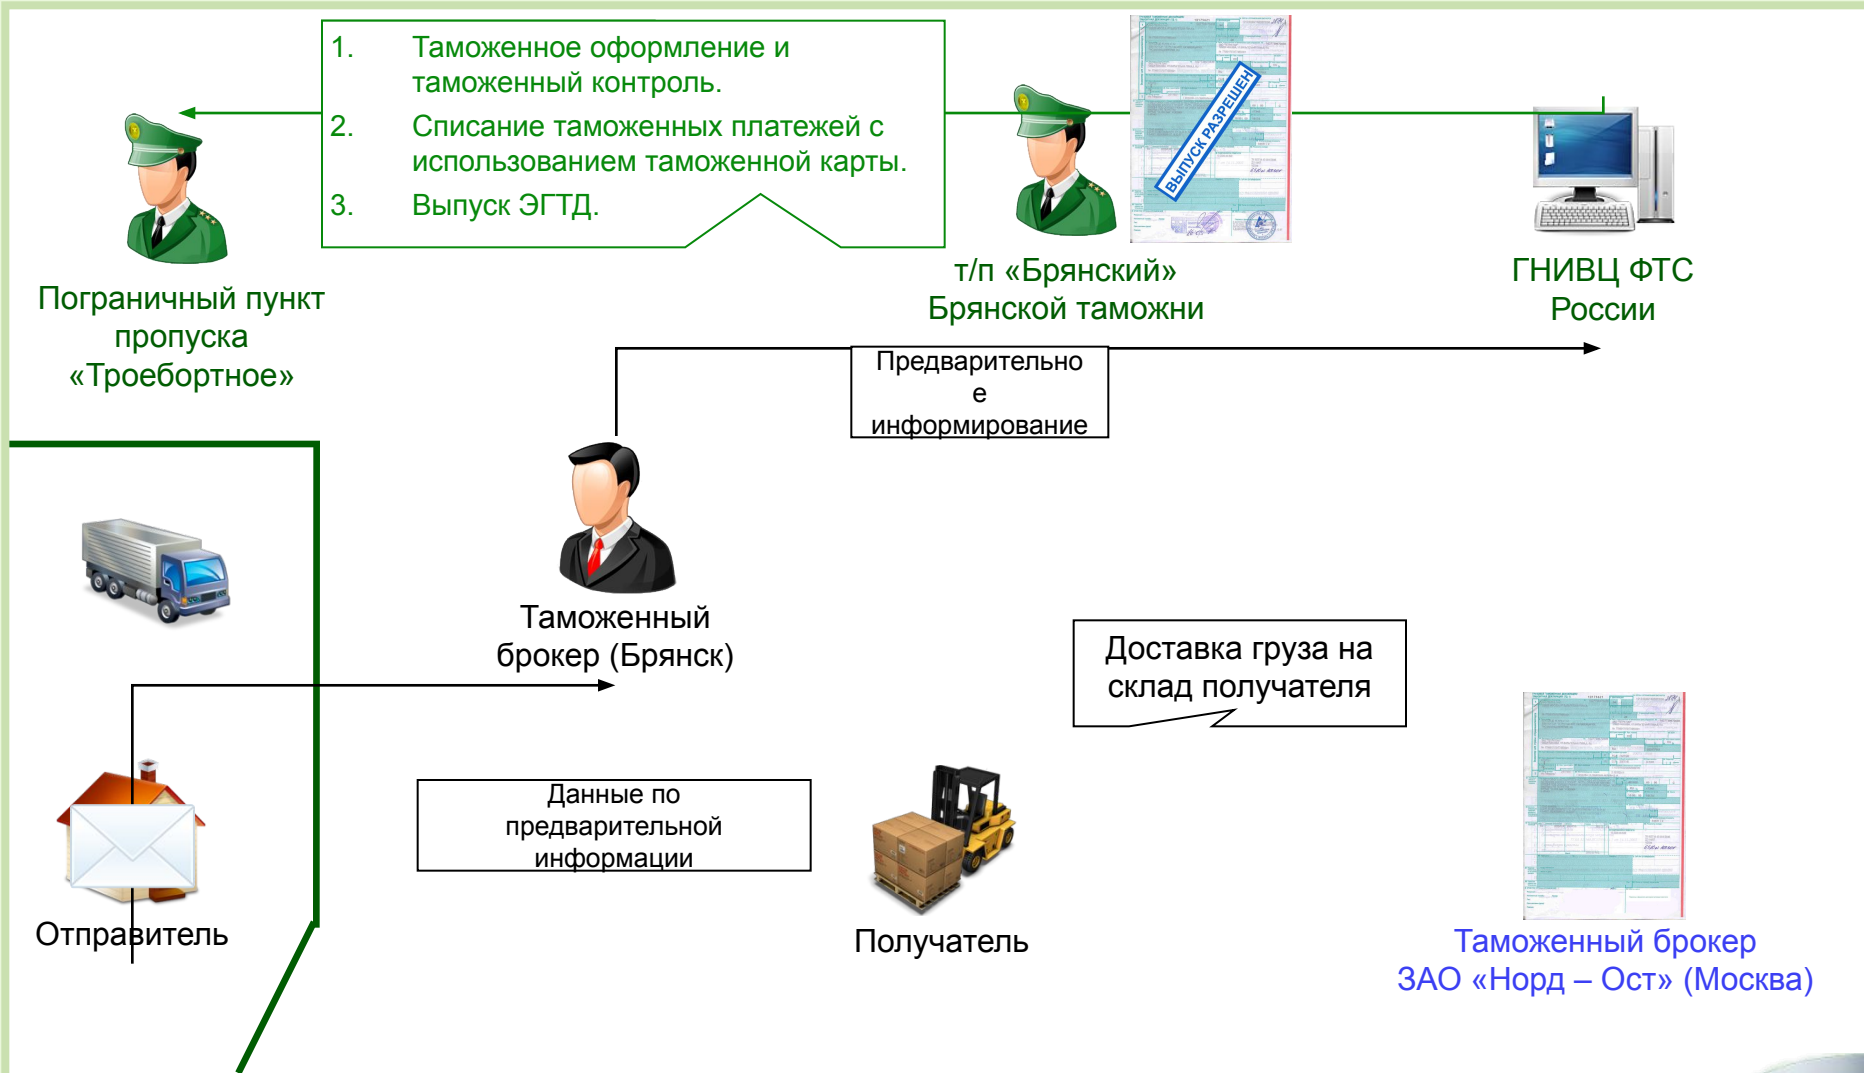 1. Таможенное оформление и
таможенный контроль.
2. Списание таможенных платежей с
использованием таможенной карты.
3. Выпуск ЭГТД.
ВЫПУСК РАЗРЕШЕН
Пограничный пункт
пропуска
«Троебортное»
т/п «Брянский»
Брянской таможни
ГНИВЦ ФТС
России
Предварительно
е
информирование
Таможенный
брокер (Брянск)
Доставка груза на
склад получателя
Данные по
предварительной
информации
Отправитель
Получатель
Таможенный брокер
ЗАО «Норд – Ост» (Москва)